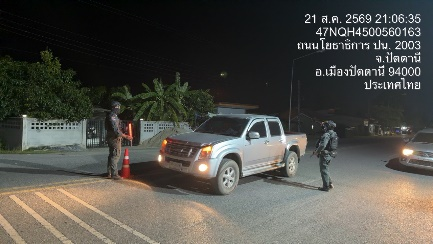 21 ส.ค. 2569 21:06:35
47NQH4500560163
ถนนโยธาธิการ ปน. 2003
จ.ปัตตานี
อ.เมืองปัตตานี 94000
ประเทศไทย